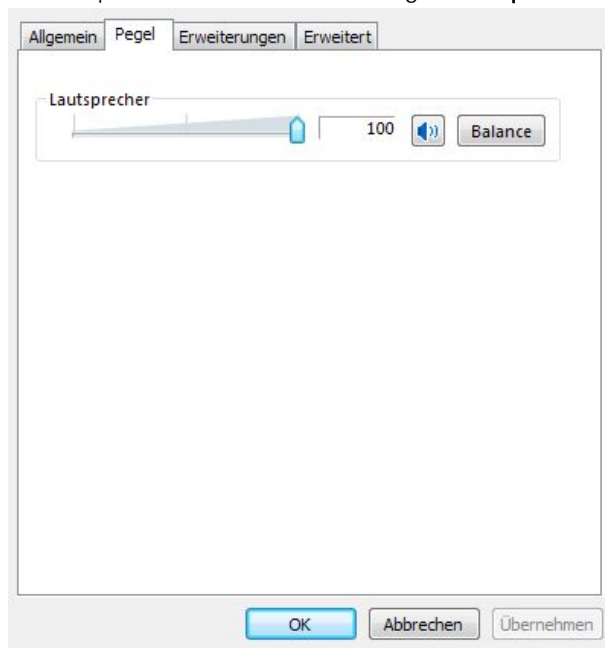 Allgemein Pegel Erweiterungen Erweitert
Lautsprecher
100 Balance
OK Abbrechen Übernehmen